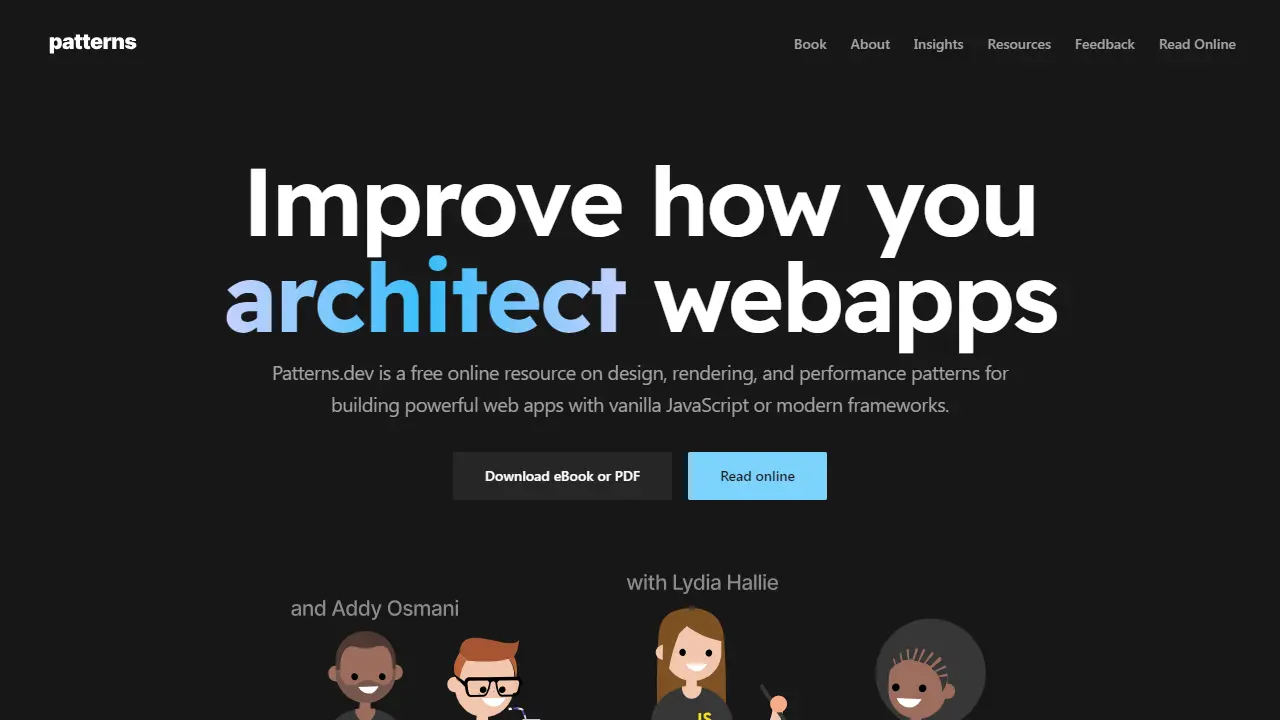 patterns
Book About Insights Resources Feedback Read Online
Improve how you
architect webapps
Patterns.dev is a free online resource on design, rendering, and performance patterns for
building powerful web apps with vanilla JavaScript or modern frameworks.
Download eBook or PDF Read online
with Lydia Hallie
and Addy Osmani
JS